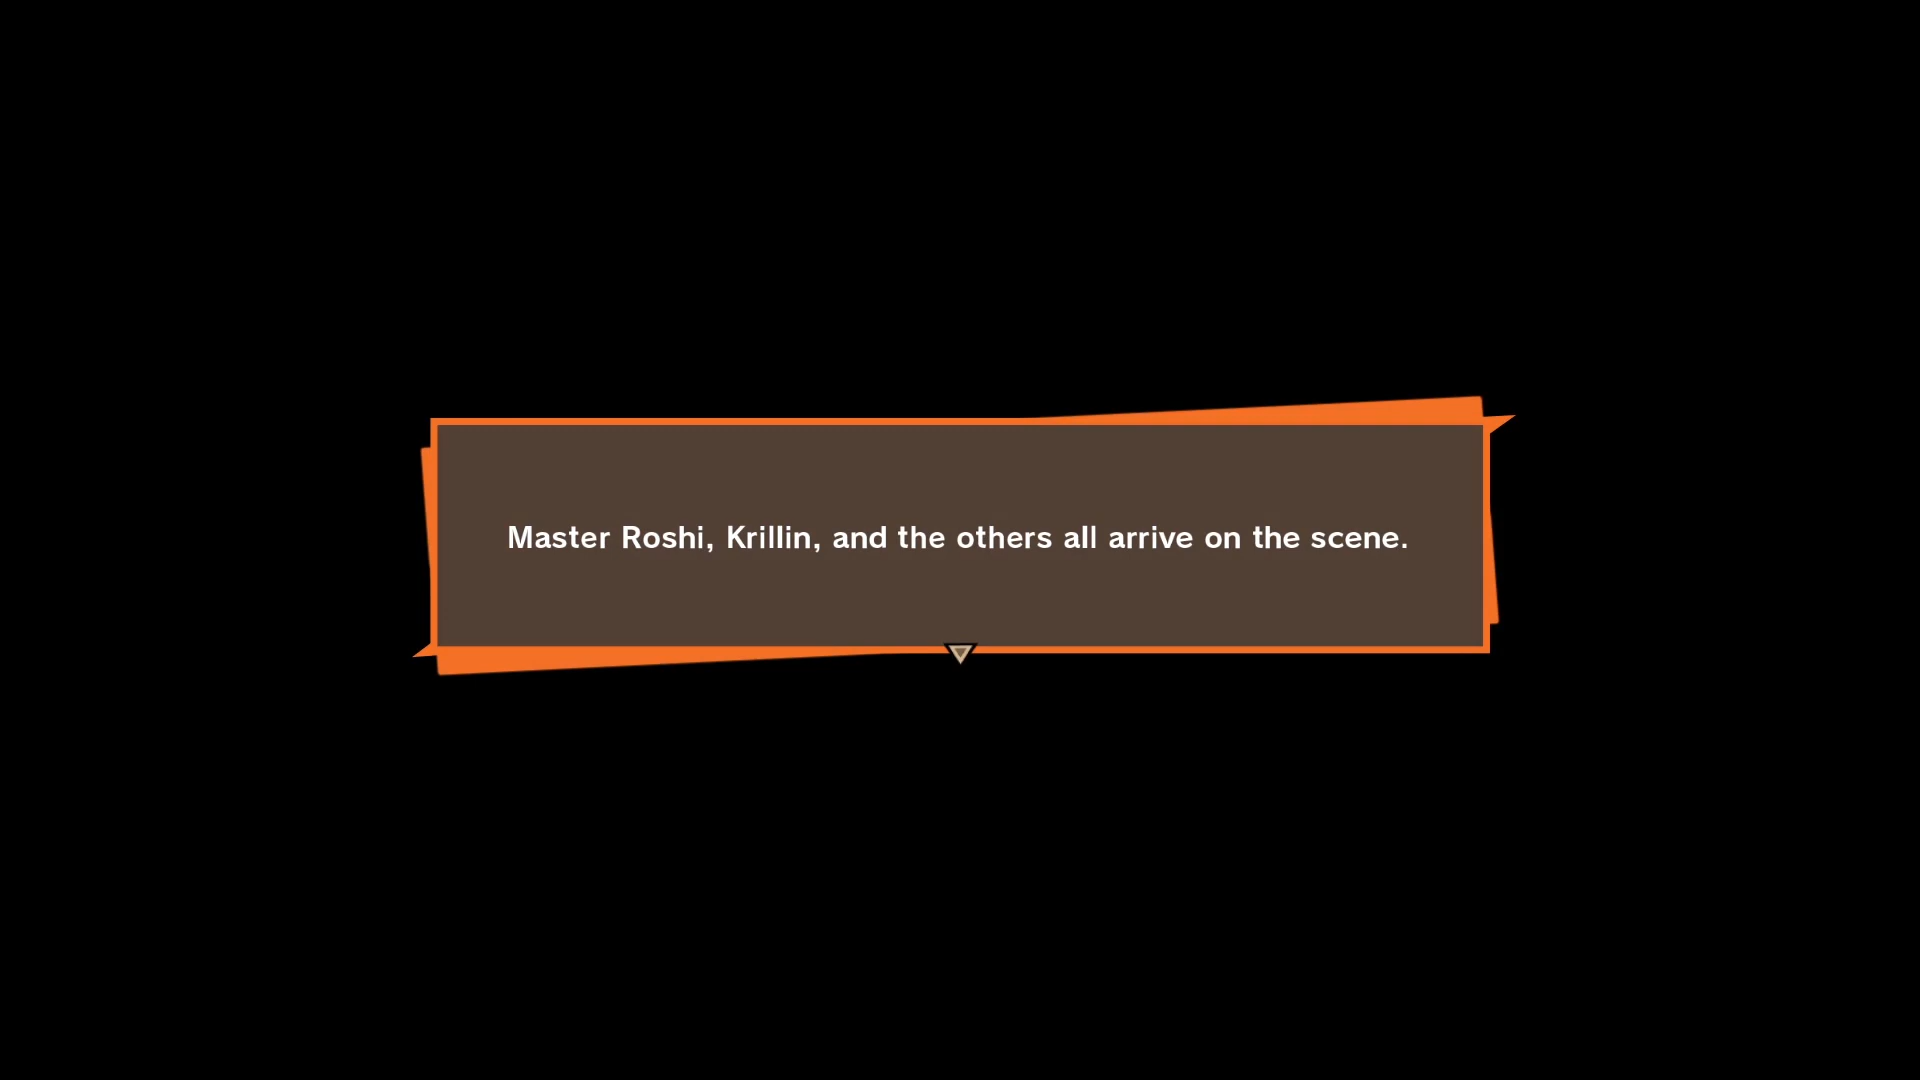 Master Roshi, Krillin, and the others all arrive on the scene.